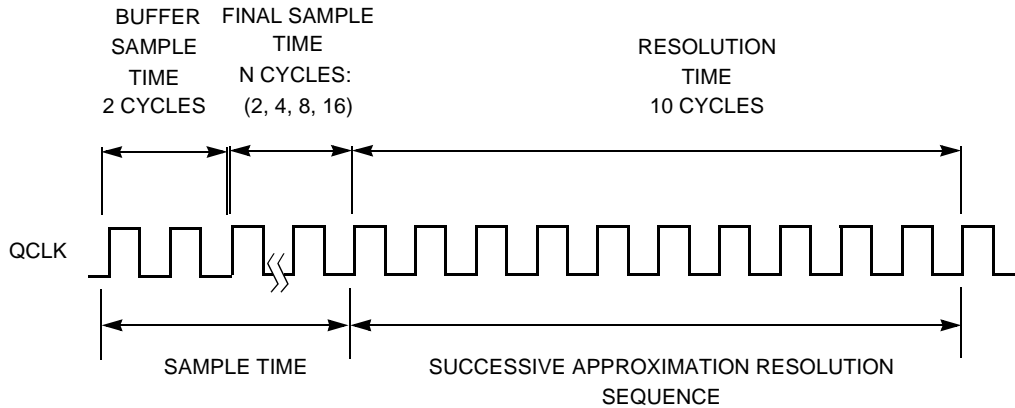 BUFFER
SAMPLE
TIME
2 CYCLES
FINAL SAMPLE
TIME
N CYCLES:
(2, 4, 8, 16)
RESOLUTION
TIME
10 CYCLES
QCLK
SAMPLE TIME
SUCCESSIVE APPROXIMATION RESOLUTION
SEQUENCE